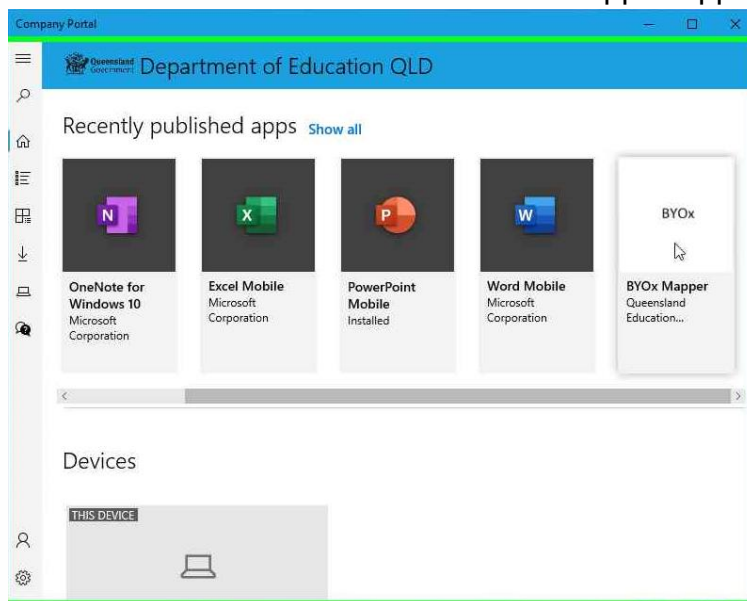 Company Portal
Queensland
Government
Department of Education QLD
Recently published apps Show all
N
X
P
W
BYOx
OneNote for
Windows 10
Microsoft
Corporation
Excel Mobile
Microsoft
Corporation
PowerPoint
Mobile
Installed
Word Mobile
Microsoft
Corporation
BYOx Mapper
Queensland
Education...
Devices
THIS DEVICE